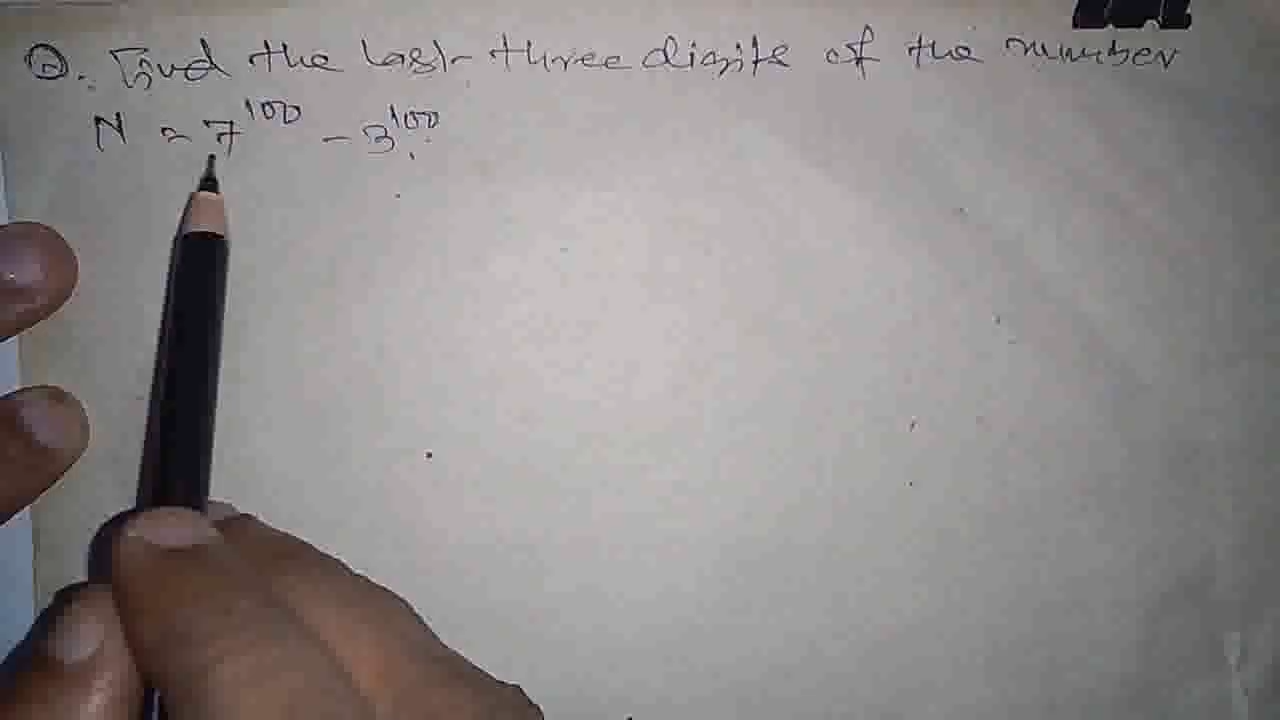 Q. Find the last three digits of the number
N = 7^100 - 3^100.